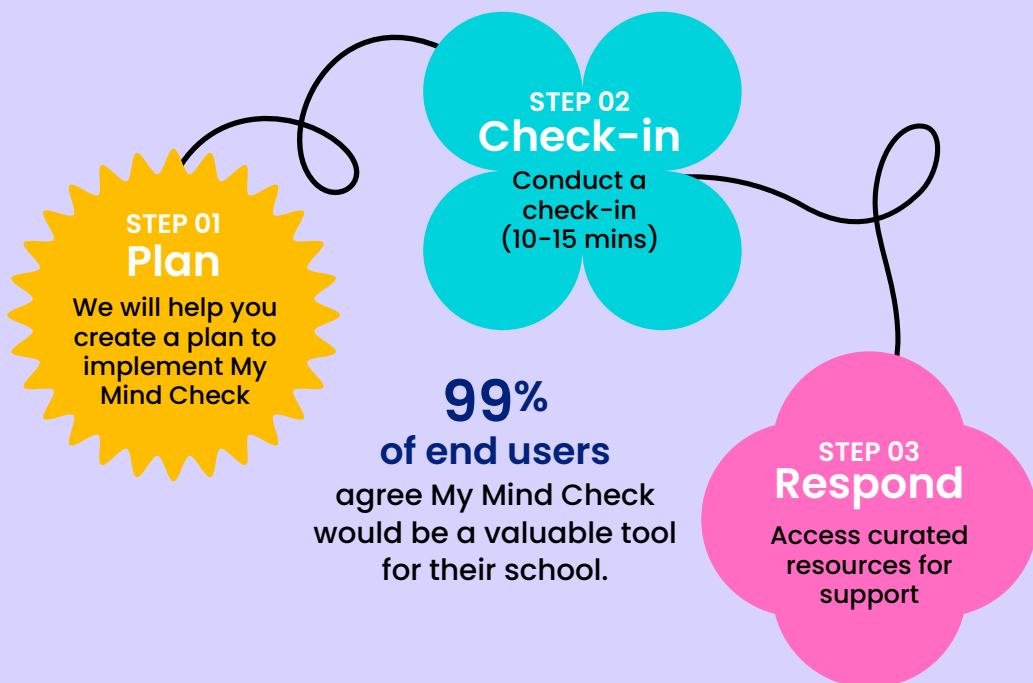 STEP 01
Plan
We will help you
create a plan to
implement My
Mind Check
STEP 02
Check-in
Conduct a
check-in
(10-15 mins)
99%
of end users
agree My Mind Check
would be a valuable tool
for their school.
STEP 03
Respond
Access curated
resources for
support